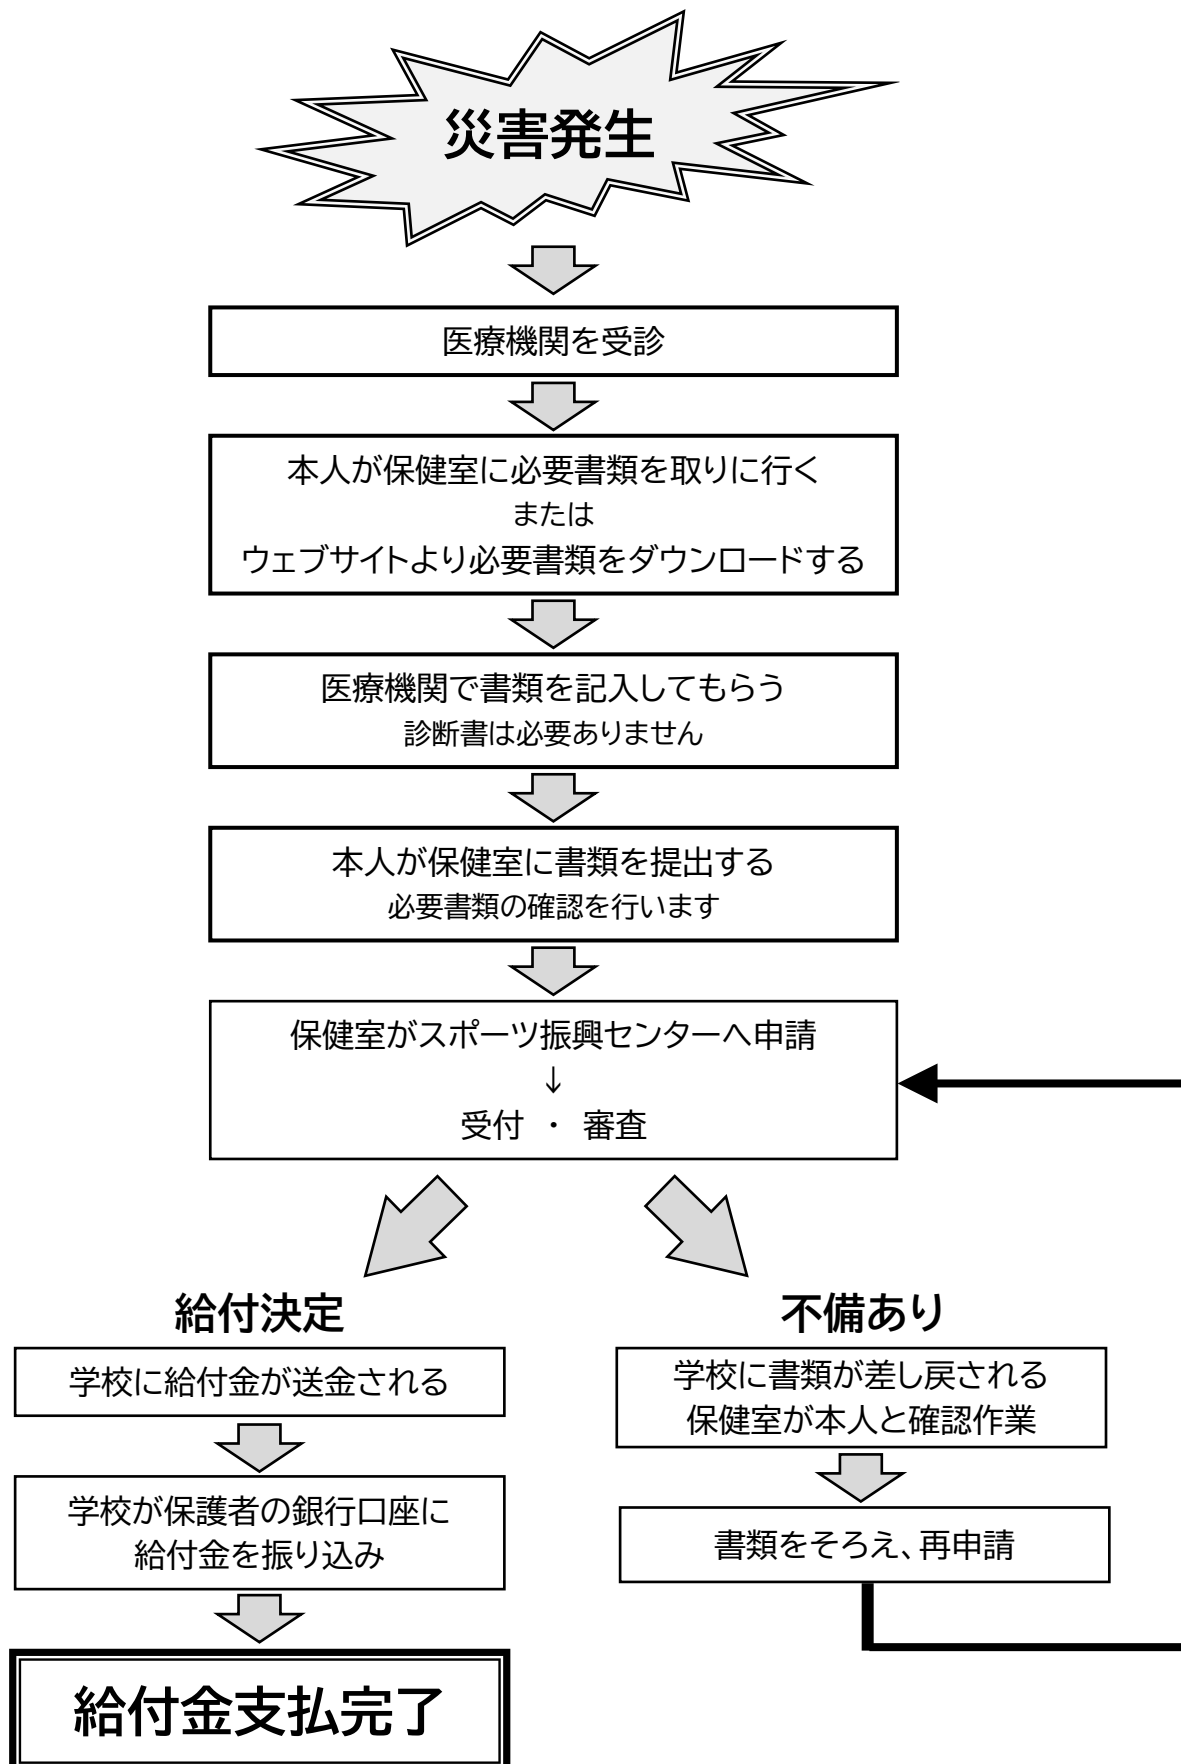 災害発生
医療機関を受診
本人が保健室に必要書類を取りに行く
または
ウェブサイトより必要書類をダウンロードする
医療機関で書類を記入してもらう
診断書は必要ありません
本人が保健室に書類を提出する
必要書類の確認を行います
保健室がスポーツ振興センターへ申請
↓
受付 ・ 審査
給付決定
学校に給付金が送金される
学校が保護者の銀行口座に
給付金を振り込み
給付金支払完了
不備あり
学校に書類が差し戻される
保健室が本人と確認作業
書類をそろえ、再申請